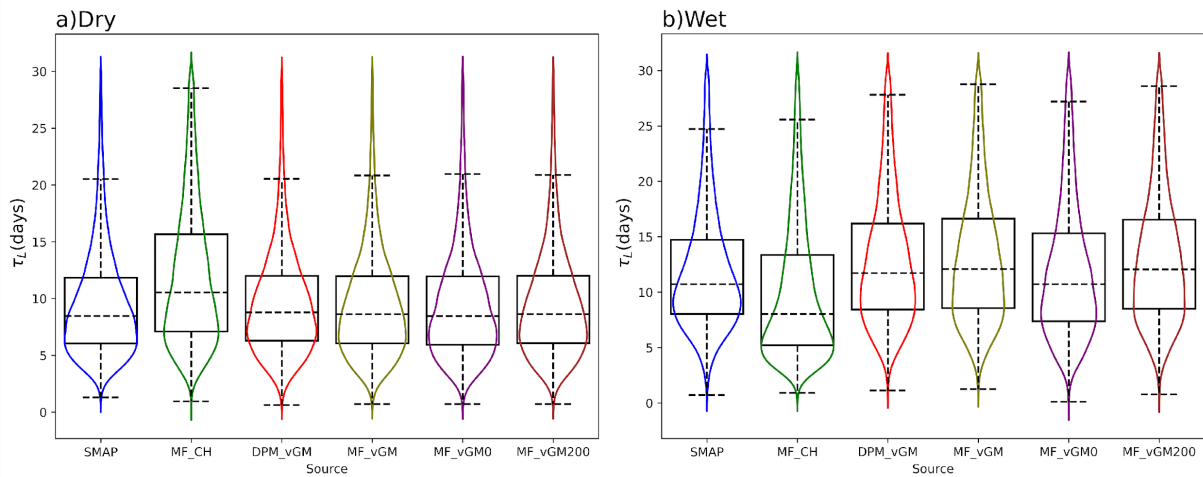 a)Dry
b)Wet
τL(days)
30
25
20
15
10
5
0
SMAP MF_CH DPM_vGM MF_vGM MF_vGM0 MF_vGM200
Source
τL(days)
30
25
20
15
10
5
0
SMAP MF_CH DPM_vGM MF_vGM MF_vGM0 MF_vGM200
Source